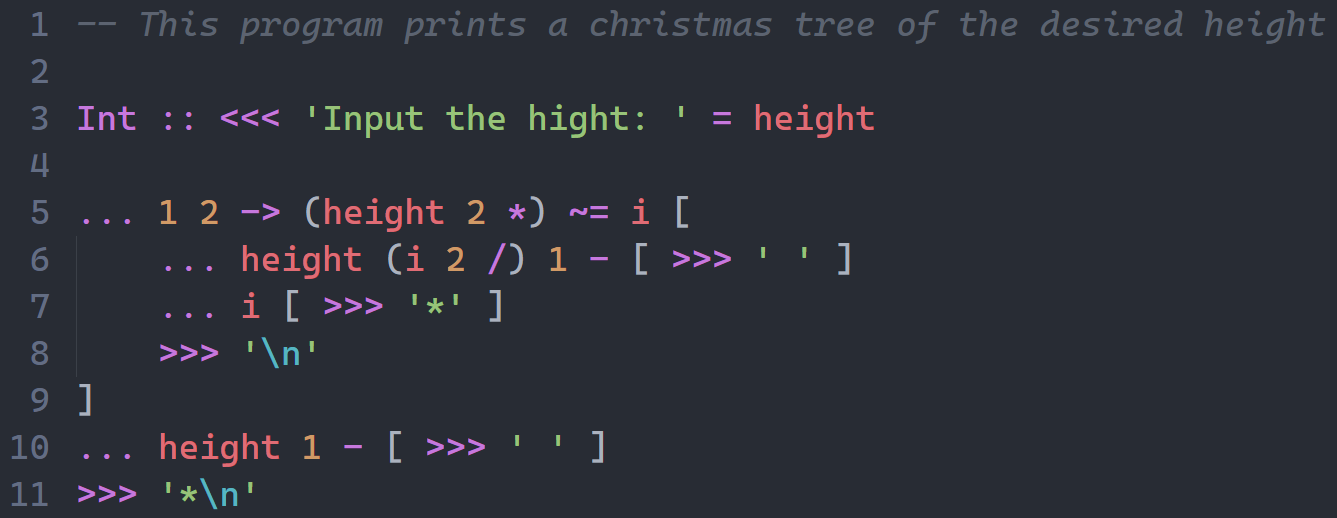 1 -- This program prints a christmas tree of the desired height
2
3 Int :: <<< 'Input the hight: ' = height
4
5 ... 1 2 -> (height 2 *) ~= i [
6     ... height (i 2 /) 1 - [ >>> ' ' ]
7     ... i [ >>> '*' ]
8     >>> '\n'
9 ]
10 ... height 1 - [ >>> ' ' ]
11 >>> '*\n'